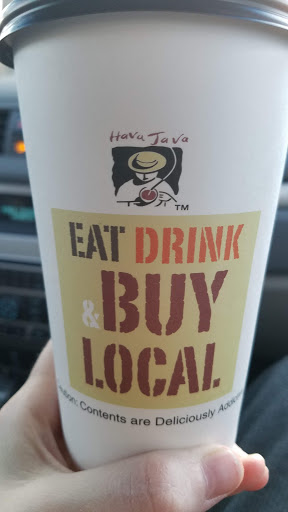 Hava Java
TM
EAT DRINK
& BUY
LOCAL
Contents are Deliciously